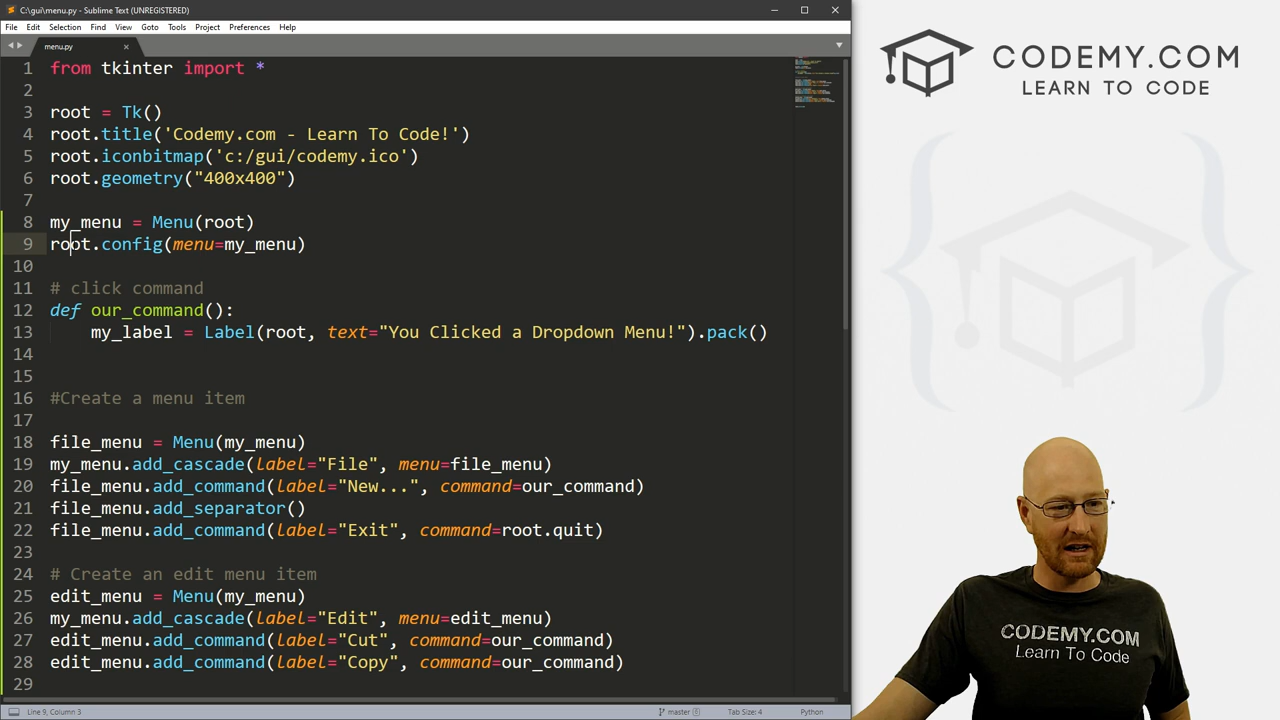 C:\gui\menu.py - Sublime Text (UNREGISTERED)
File Edit Selection Find View Goto Tools Project Preferences Help
menu.py
1 from tkinter import *
2
3 root = Tk()
4 root.title('Codemy.com - Learn To Code!')
5 root.iconbitmap('c:/gui/codemy.ico')
6 root.geometry("400x400")
7
8 my_menu = Menu(root)
9 root.config(menu=my_menu)
10
11 # click command
12 def our_command():
13 my_label = Label(root, text="You Clicked a Dropdown Menu!").pack()
14
15
16 #Create a menu item
17
18 file_menu = Menu(my_menu)
19 my_menu.add_cascade(label="File", menu=file_menu)
20 file_menu.add_command(label="New...", command=our_command)
21 file_menu.add_separator()
22 file_menu.add_command(label="Exit", command=root.quit)
23
24 # Create an edit menu item
25 edit_menu = Menu(my_menu)
26 my_menu.add_cascade(label="Edit", menu=edit_menu)
27 edit_menu.add_command(label="Cut", command=our_command)
28 edit_menu.add_command(label="Copy", command=our_command)
29
Line 9, Column 3 master 6 Tab Size: 4 Python
CODEMY.COM
LEARN TO CODE
CODEMY.COM
Learn To Code